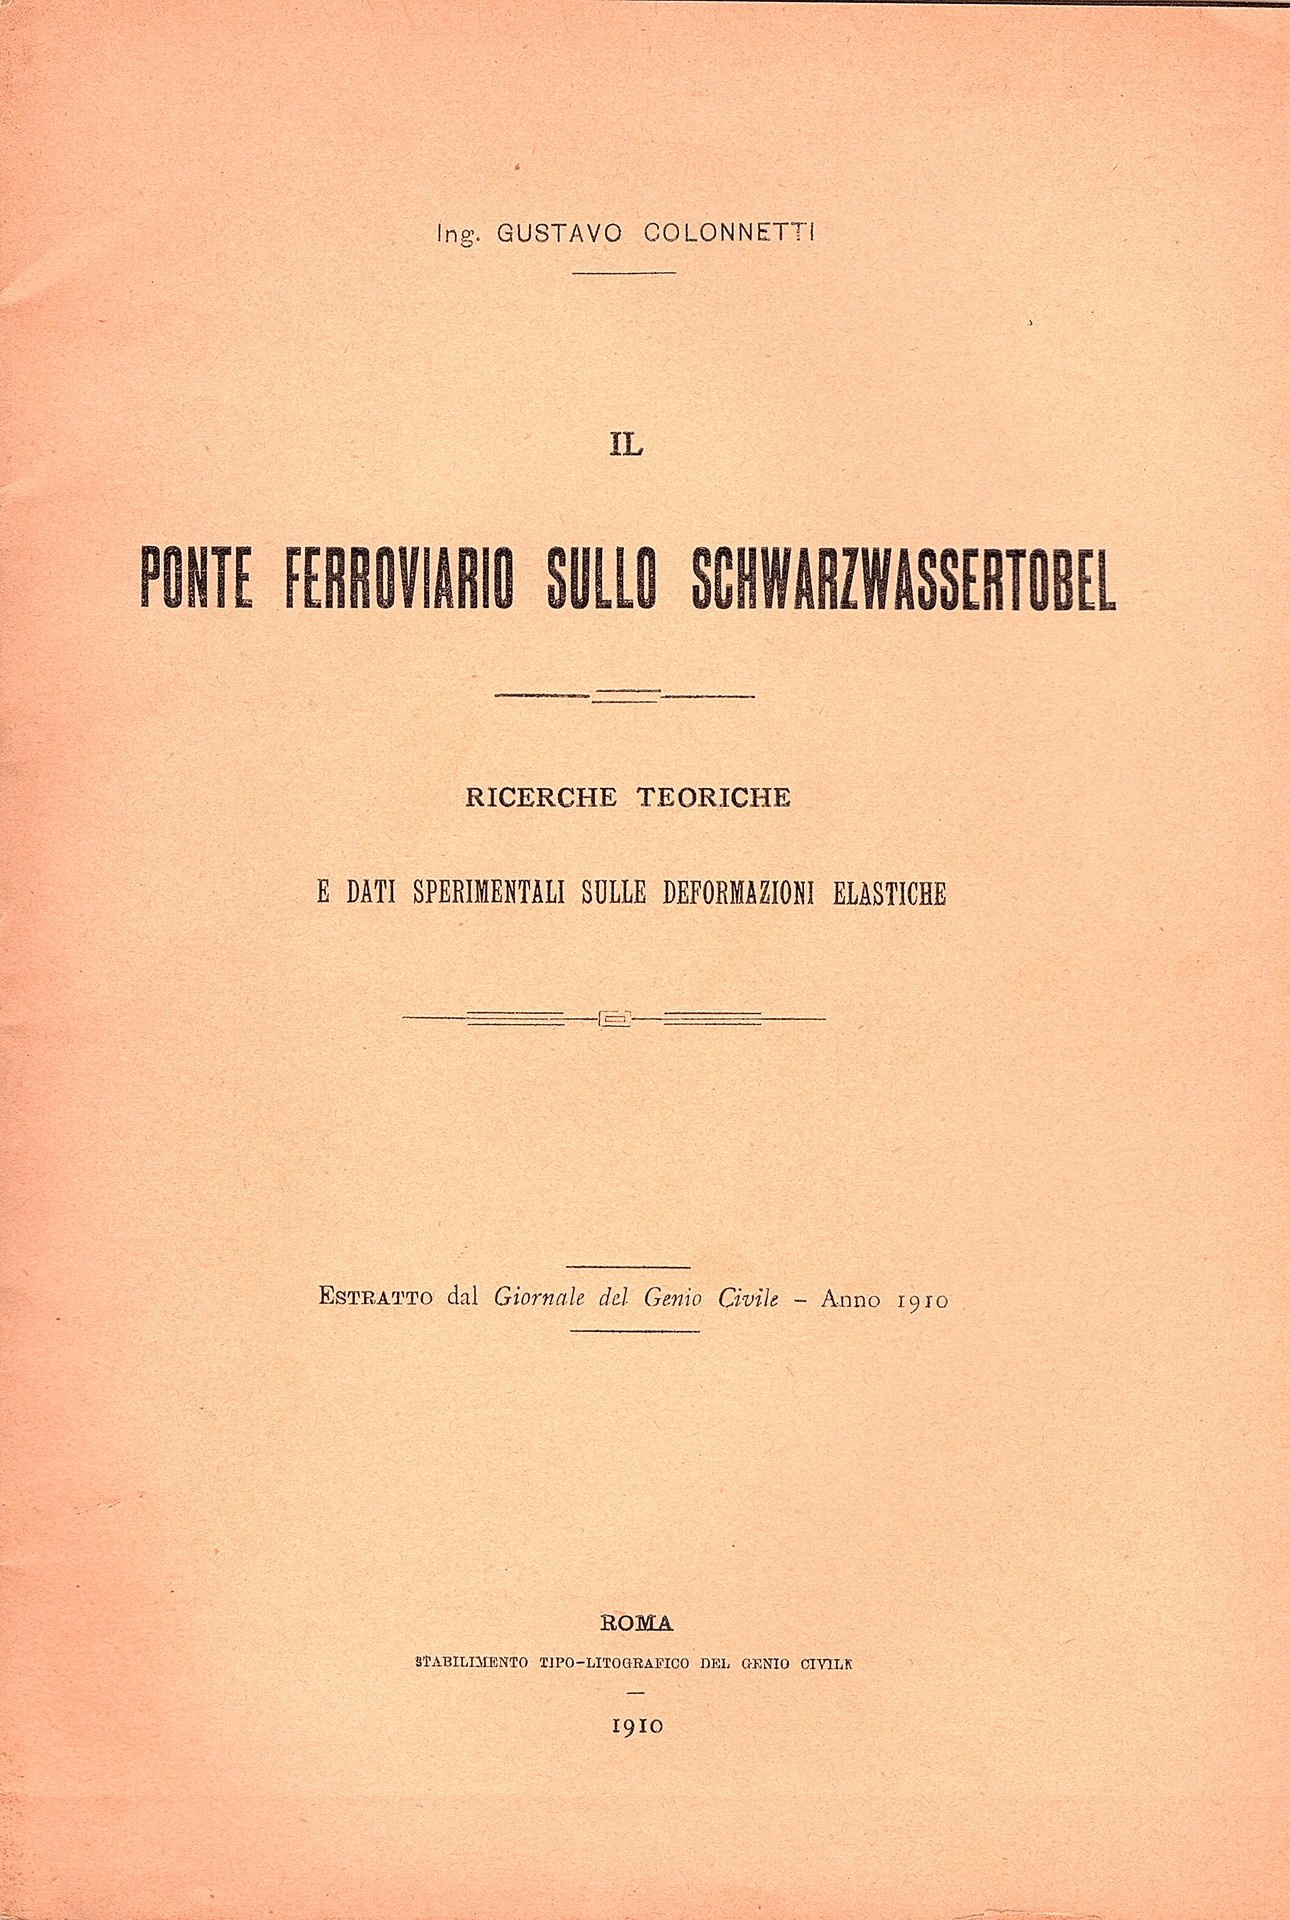 Ing. GUSTAVO COLONNETTI
IL
PONTE FERROVIARIO SULLO SCHWARZWASSERTOBEL
RICERCHE TEORICHE
E DATI SPERIMENTALI SULLE DEFORMAZIONI ELASTICHE
ESTRATTO dal Giornale del Genio Civile – Anno 1910
ROMA
STABILIMENTO TIPO-LITOGRAFICO DEL GENIO CIVILE
1910